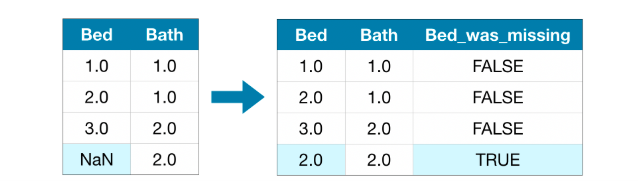 Bed Bath
1.0 1.0
2.0 1.0
3.0 2.0
NaN 2.0
Bed Bath Bed_was_missing
1.0 1.0 FALSE
2.0 1.0 FALSE
3.0 2.0 FALSE
2.0 2.0 TRUE